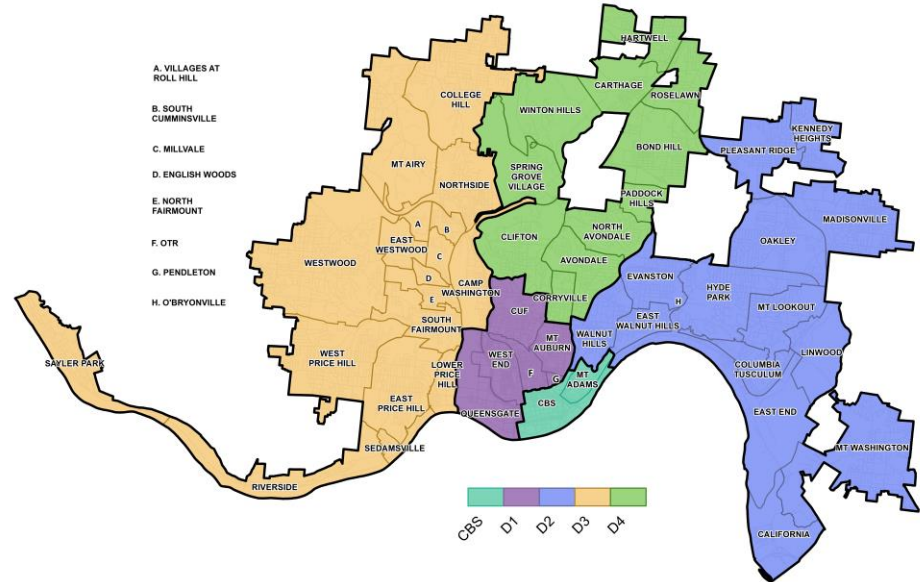 A. VILLAGES AT
ROLL HILL
B. SOUTH
CUMMINSVILLE
C. MILLVALE
D. ENGLISH WOODS
E. NORTH
FAIRMOUNT
F. OTR
G. PENDLETON
H. O'BRYONVILLE
HARTWELL
CARTHAGE
ROSELAWN
COLLEGE
HILL
WINTON HILLS
BOND HILL
KENNEDY
HEIGHTS
PLEASANT RIDGE
MT AIRY
NORTHSIDE
SPRING
GROVE
VILLAGE
PADDOCK
HILLS
MADISONVILLE
A
B
EAST
WESTWOOD
C
D
E
WESTWOOD
CLIFTON
NORTH
AVONDALE
AVONDALE
OAKLEY
CAMP
WASHINGTON
SOUTH
FAIRMOUNT
CORRYVILLE
CUF
EVANSTON
H
HYDE
PARK
EAST
WALNUT HILLS
MT LOOKOUT
SAYLER PARK
WEST
PRICE HILL
LOWER
PRICE
HILL
WEST
END
MT
AUBURN
WALNUT
HILLS
F
G
MT
ADAMS
CBS
QUEENSGATE
LINWOOD
COLUMBIA
TUSCULUM
EAST
PRICE HILL
SEDAMSVILLE
RIVERSIDE
EAST END
MT WASHINGTON
CALIFORNIA
CBS
D1
D2
D3
D4